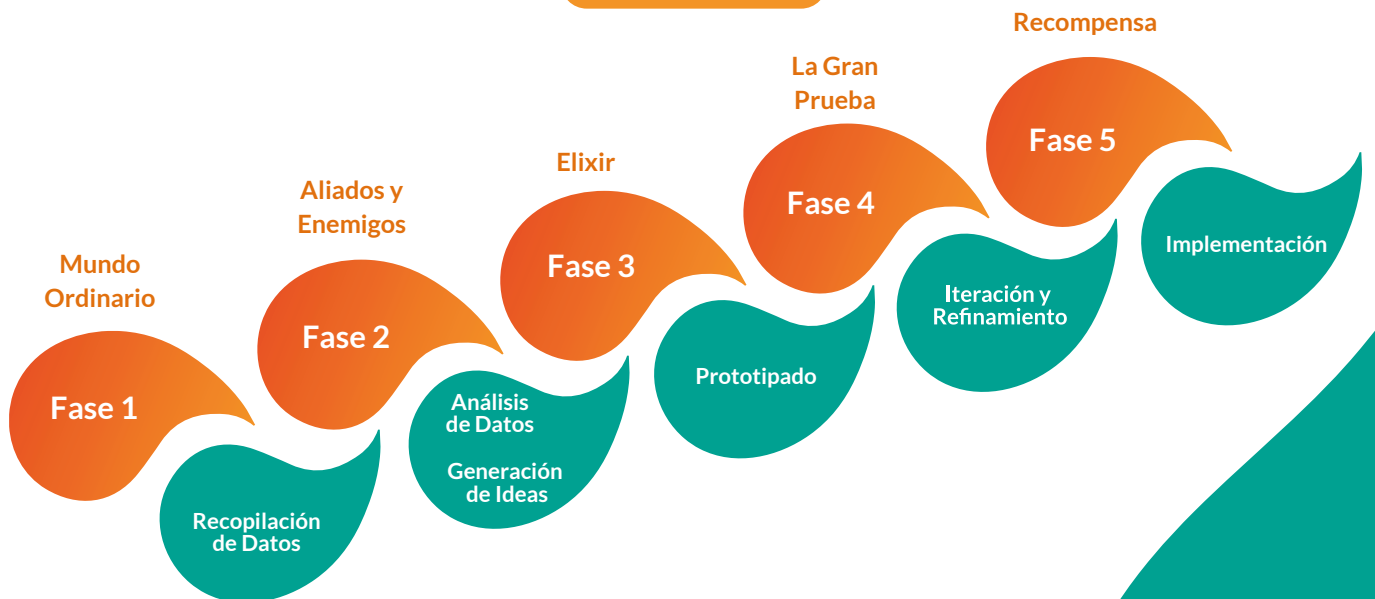 Mundo
Ordinario
Fase 1
Recopilación
de Datos
Aliados y
Enemigos
Fase 2
Análisis
de Datos
Generación
de Ideas
Elixir
Fase 3
Prototipado
La Gran
Prueba
Fase 4
Iteración y
Refinamiento
Recompensa
Fase 5
Implementación